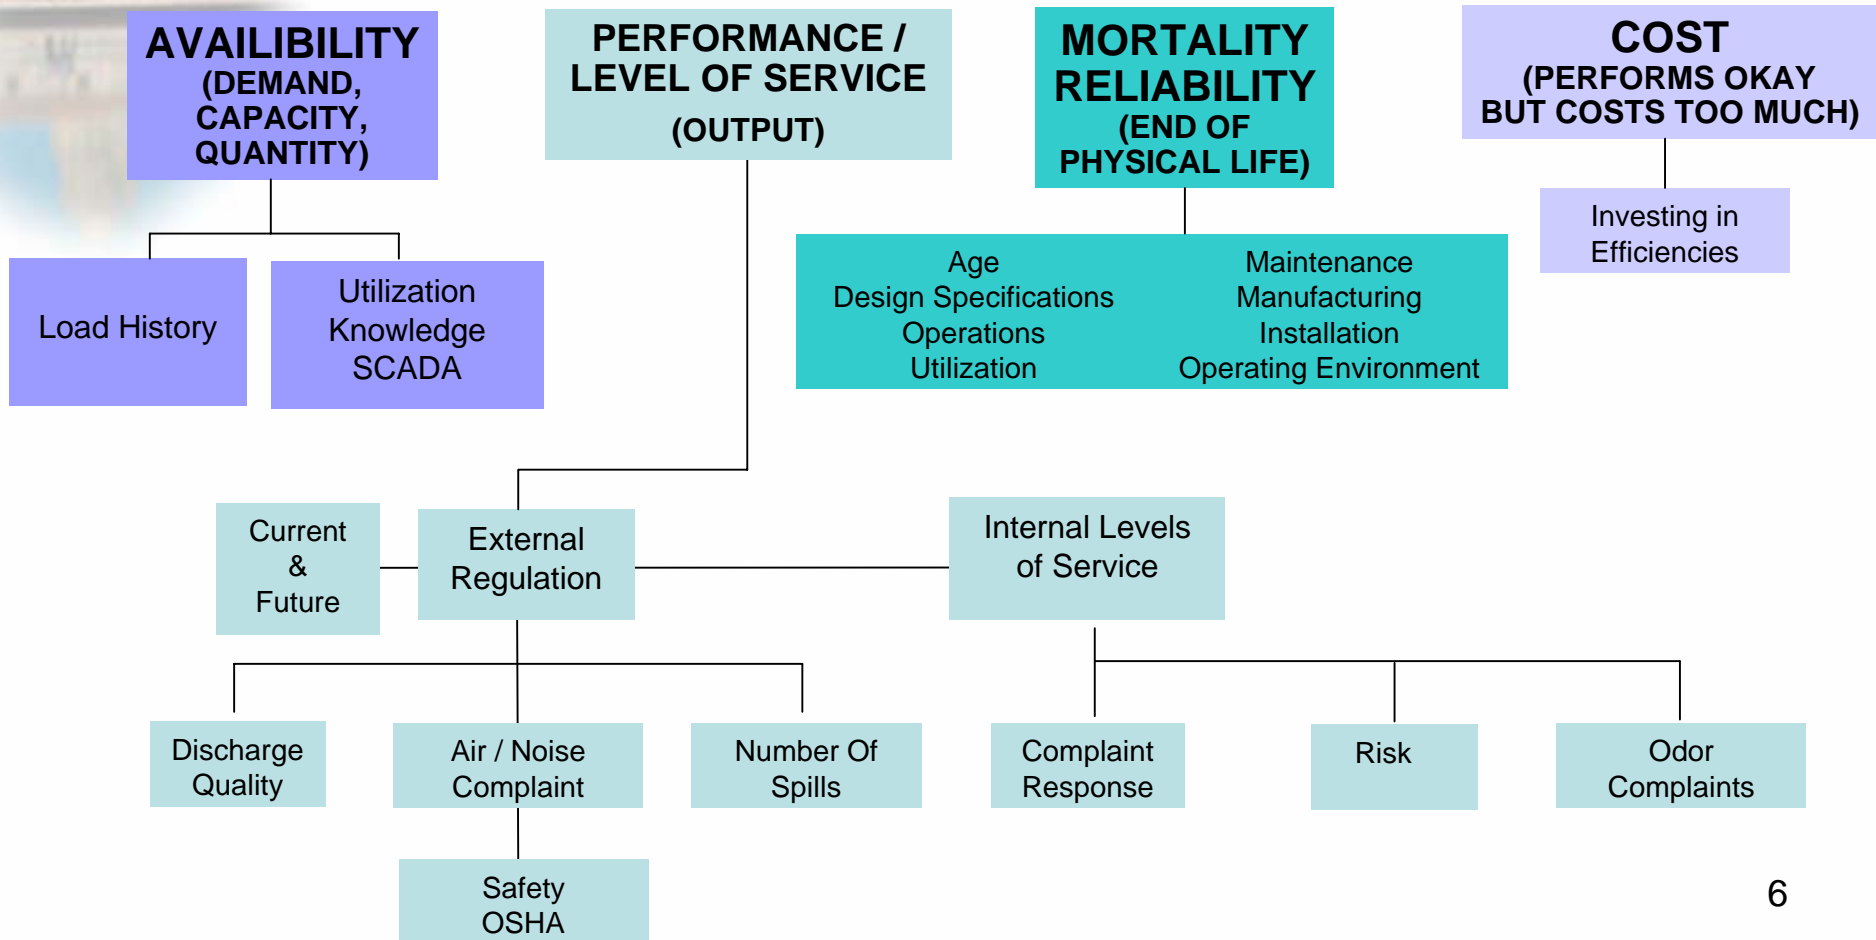 AVAILIBILITY
(DEMAND,
CAPACITY,
QUANTITY)
PERFORMANCE /
LEVEL OF SERVICE
(OUTPUT)
MORTALITY
RELIABILITY
(END OF
PHYSICAL LIFE)
COST
(PERFORMS OKAY
BUT COSTS TOO MUCH)
Load History
Utilization
Knowledge
SCADA
Age
Design Specifications
Operations
Utilization
Maintenance
Manufacturing
Installation
Operating Environment
Investing in
Efficiencies
Current
&
Future
External
Regulation
Internal Levels
of Service
Discharge
Quality
Air / Noise
Complaint
Number Of
Spills
Complaint
Response
Risk
Odor
Complaints
Safety
OSHA
6